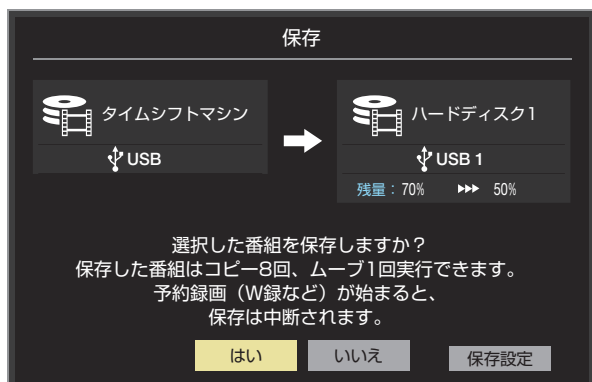 保存
タイムシフトマシン
USB
ハードディスク1
USB 1
残量：70% ▶▶▶ 50%
選択した番組を保存しますか？
保存した番組はコピー8回、ムーブ1回実行できます。
予約録画（W録など）が始まると、
保存は中断されます。
はい いいえ 保存設定